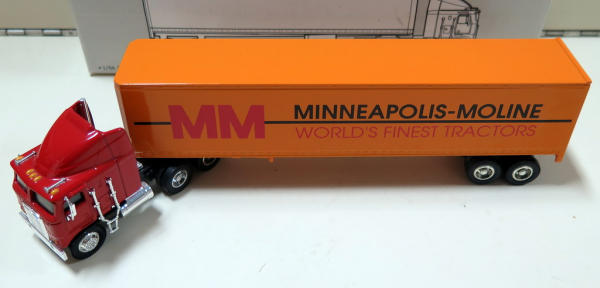 MM
MINNEAPOLIS-MOLINE
WORLD'S FINEST TRACTORS